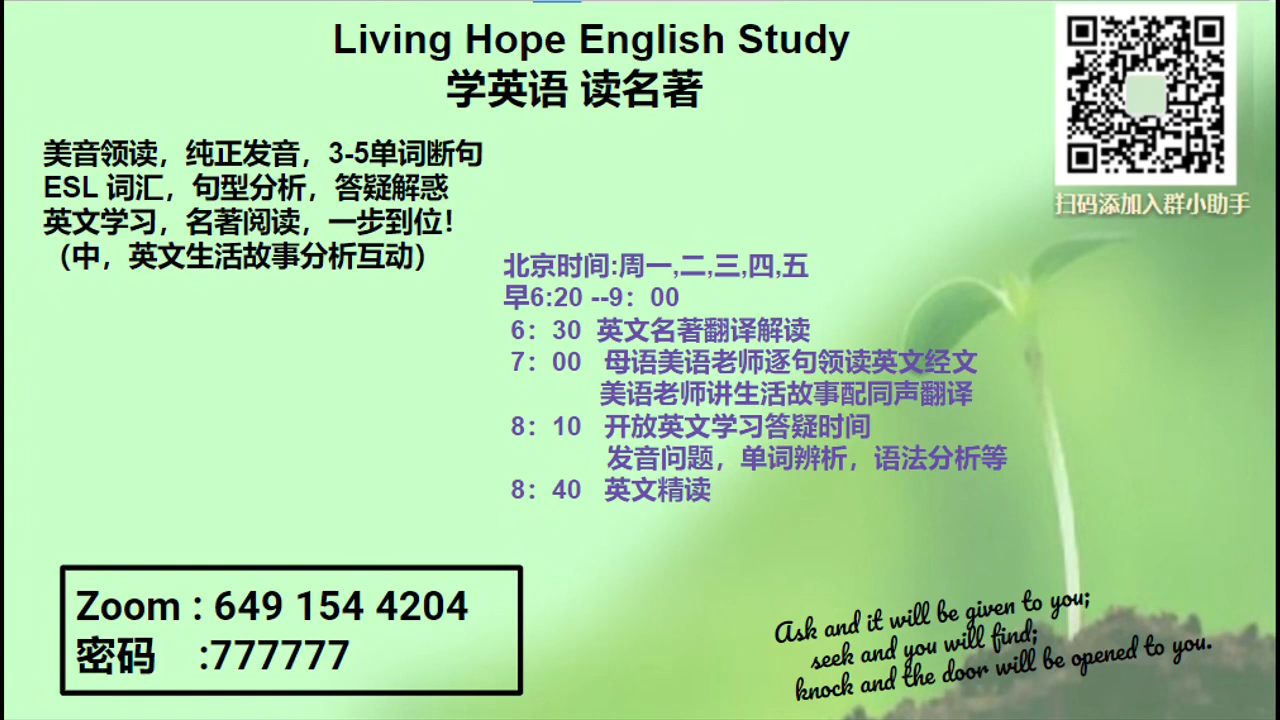 Living Hope English Study
学英语 读名著
美音领读，纯正发音，3-5单词断句
ESL 词汇，句型分析，答疑解惑
英文学习，名著阅读，一步到位！
（中，英文生活故事分析互动）
扫码添加入群小助手
北京时间:周一,二,三,四,五
早6:20 --9：00
6：30 英文名著翻译解读
7：00 母语美语老师逐句领读英文经文
美语老师讲生活故事配同声翻译
8：10 开放英文学习答疑时间
发音问题，单词辨析，语法分析等
8：40 英文精读
Zoom : 649 154 4204
密码 :777777
Ask and it will be given to you;
seek and you will find;
knock and the door will be opened to you.